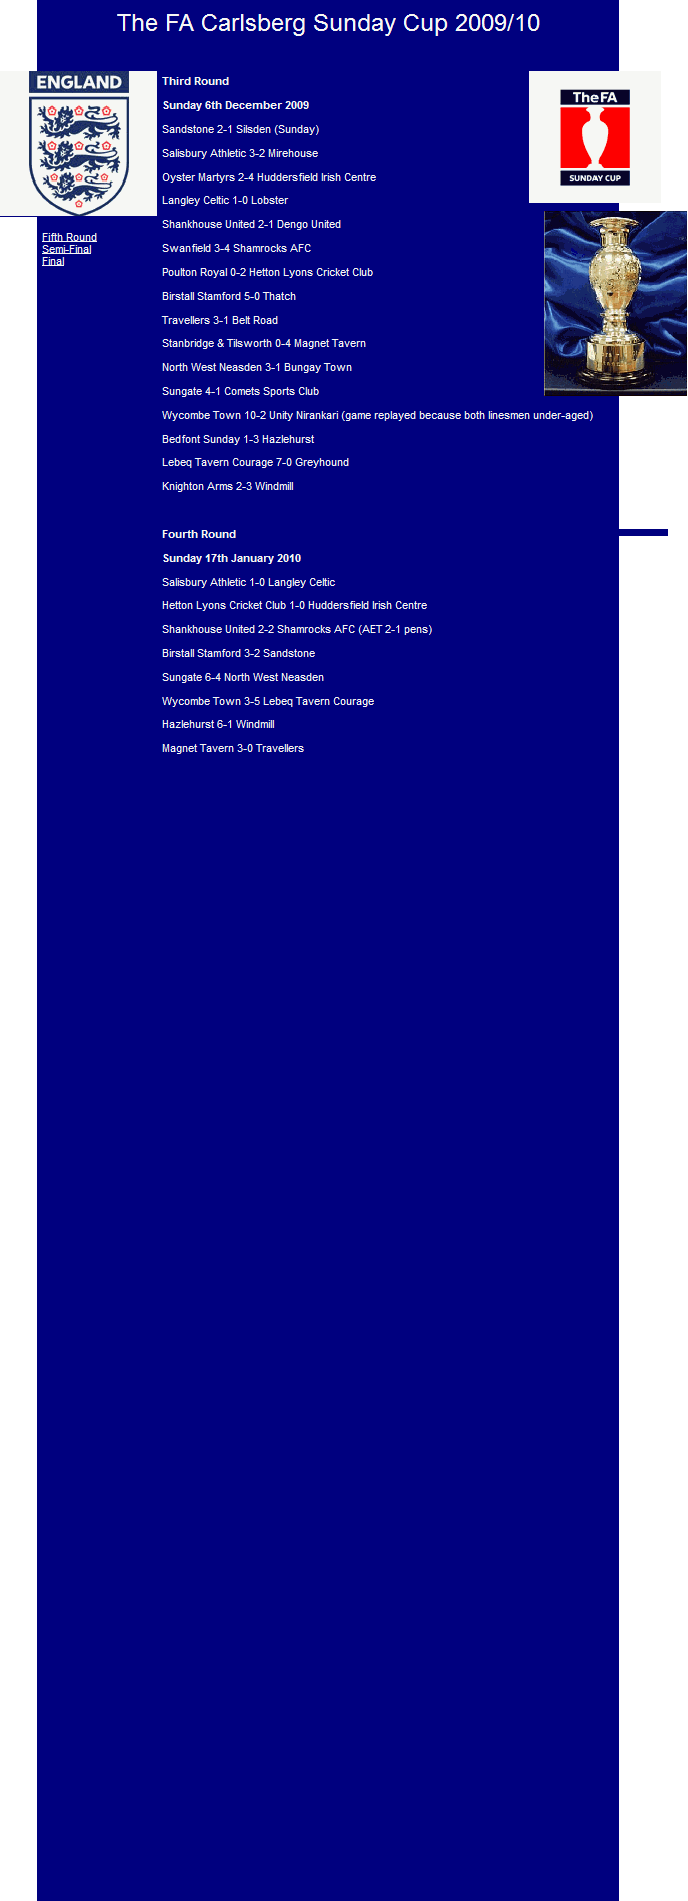 The FA Carlsberg Sunday Cup 2009/10
ENGLAND
TheFA
SUNDAY CUP
Fifth Round
Semi-Final
Final
Third Round
Sunday 6th December 2009
Sandstone 2-1 Silsden (Sunday)
Salisbury Athletic 3-2 Mirehouse
Oyster Martyrs 2-4 Huddersfield Irish Centre
Langley Celtic 1-0 Lobster
Shankhouse United 2-1 Dengo United
Swanfield 3-4 Shamrocks AFC
Poulton Royal 0-2 Hetton Lyons Cricket Club
Birstall Stamford 5-0 Thatch
Travellers 3-1 Belt Road
Stanbridge & Tilsworth 0-4 Magnet Tavern
North West Neasden 3-1 Bungay Town
Sungate 4-1 Comets Sports Club
Wycombe Town 10-2 Unity Nirankari (game replayed because both linesmen under-aged)
Bedfont Sunday 1-3 Hazlehurst
Lebeq Tavern Courage 7-0 Greyhound
Knighton Arms 2-3 Windmill
Fourth Round
Sunday 17th January 2010
Salisbury Athletic 1-0 Langley Celtic
Hetton Lyons Cricket Club 1-0 Huddersfield Irish Centre
Shankhouse United 2-2 Shamrocks AFC (AET 2-1 pens)
Birstall Stamford 3-2 Sandstone
Sungate 6-4 North West Neasden
Wycombe Town 3-5 Lebeq Tavern Courage
Hazlehurst 6-1 Windmill
Magnet Tavern 3-0 Travellers